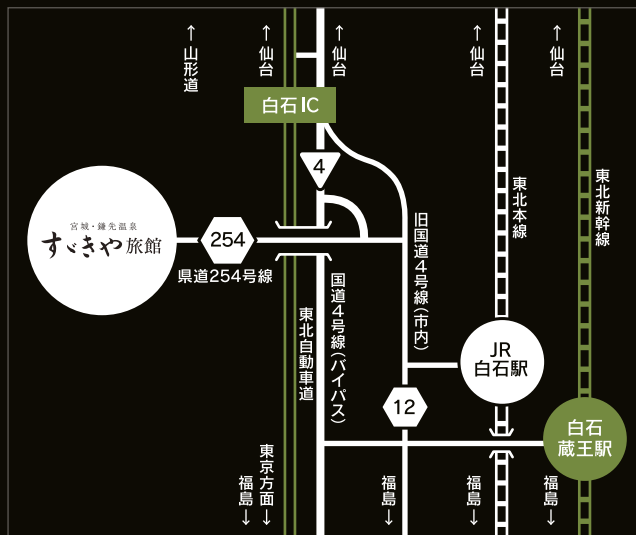 ↑山形道
↑仙台
↑仙台
↑仙台
↑仙台
白石IC
4
宮城・鎌先温泉
すゞきや旅館
254
県道254号線
旧国道4号線(市内)
東北本線
東北新幹線
東北自動車道
国道4号線(バイパス)
JR
白石駅
12
白石
蔵王駅
東京方面→
福島→
福島→
福島→
福島→